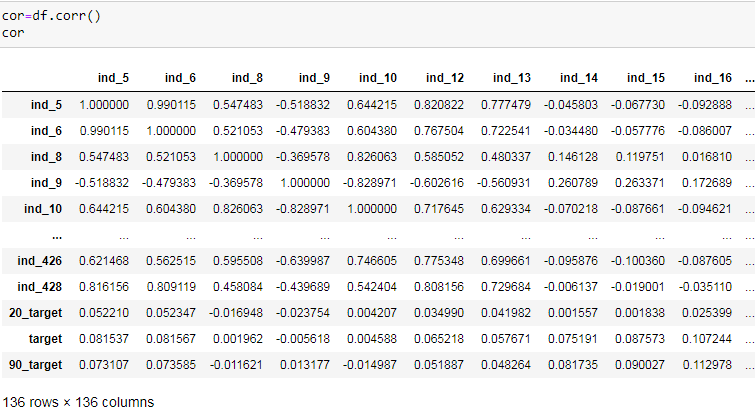 cor=df.corr()
cor
ind_5 ind_6 ind_8 ind_9 ind_10 ind_12 ind_13 ind_14 ind_15 ind_16 ...
ind_5 1.000000 0.990115 0.547483 -0.518832 0.644215 0.820822 0.777479 -0.045803 -0.067730 -0.092888 ...
ind_6 0.990115 1.000000 0.521053 -0.479383 0.604380 0.767504 0.722541 -0.034480 -0.057776 -0.086007 ...
ind_8 0.547483 0.521053 1.000000 -0.369578 0.826063 0.585052 0.480337 0.146128 0.119751 0.016810 ...
ind_9 -0.518832 -0.479383 -0.369578 1.000000 -0.828971 -0.602616 -0.560931 0.260789 0.263371 0.172689 ...
ind_10 0.644215 0.604380 0.826063 -0.828971 1.000000 0.717645 0.629334 -0.070218 -0.087661 -0.094621 ...
... ... ... ... ... ... ... ... ... ... ... ...
ind_426 0.621468 0.562515 0.595508 -0.639987 0.746605 0.775348 0.699661 -0.095876 -0.100360 -0.087605 ...
ind_428 0.816156 0.809119 0.458084 -0.439689 0.542404 0.808156 0.729684 -0.006137 -0.019001 -0.035110 ...
20_target 0.052210 0.052347 -0.016948 -0.023754 0.004207 0.034990 0.041982 0.001557 0.001838 0.025399 ...
target 0.081537 0.081567 0.001962 -0.005618 0.004588 0.065218 0.057671 0.075191 0.087573 0.107244 ...
90_target 0.073107 0.073585 -0.011621 0.013177 -0.014987 0.051887 0.048264 0.081735 0.090027 0.112978 ...
136 rows × 136 columns